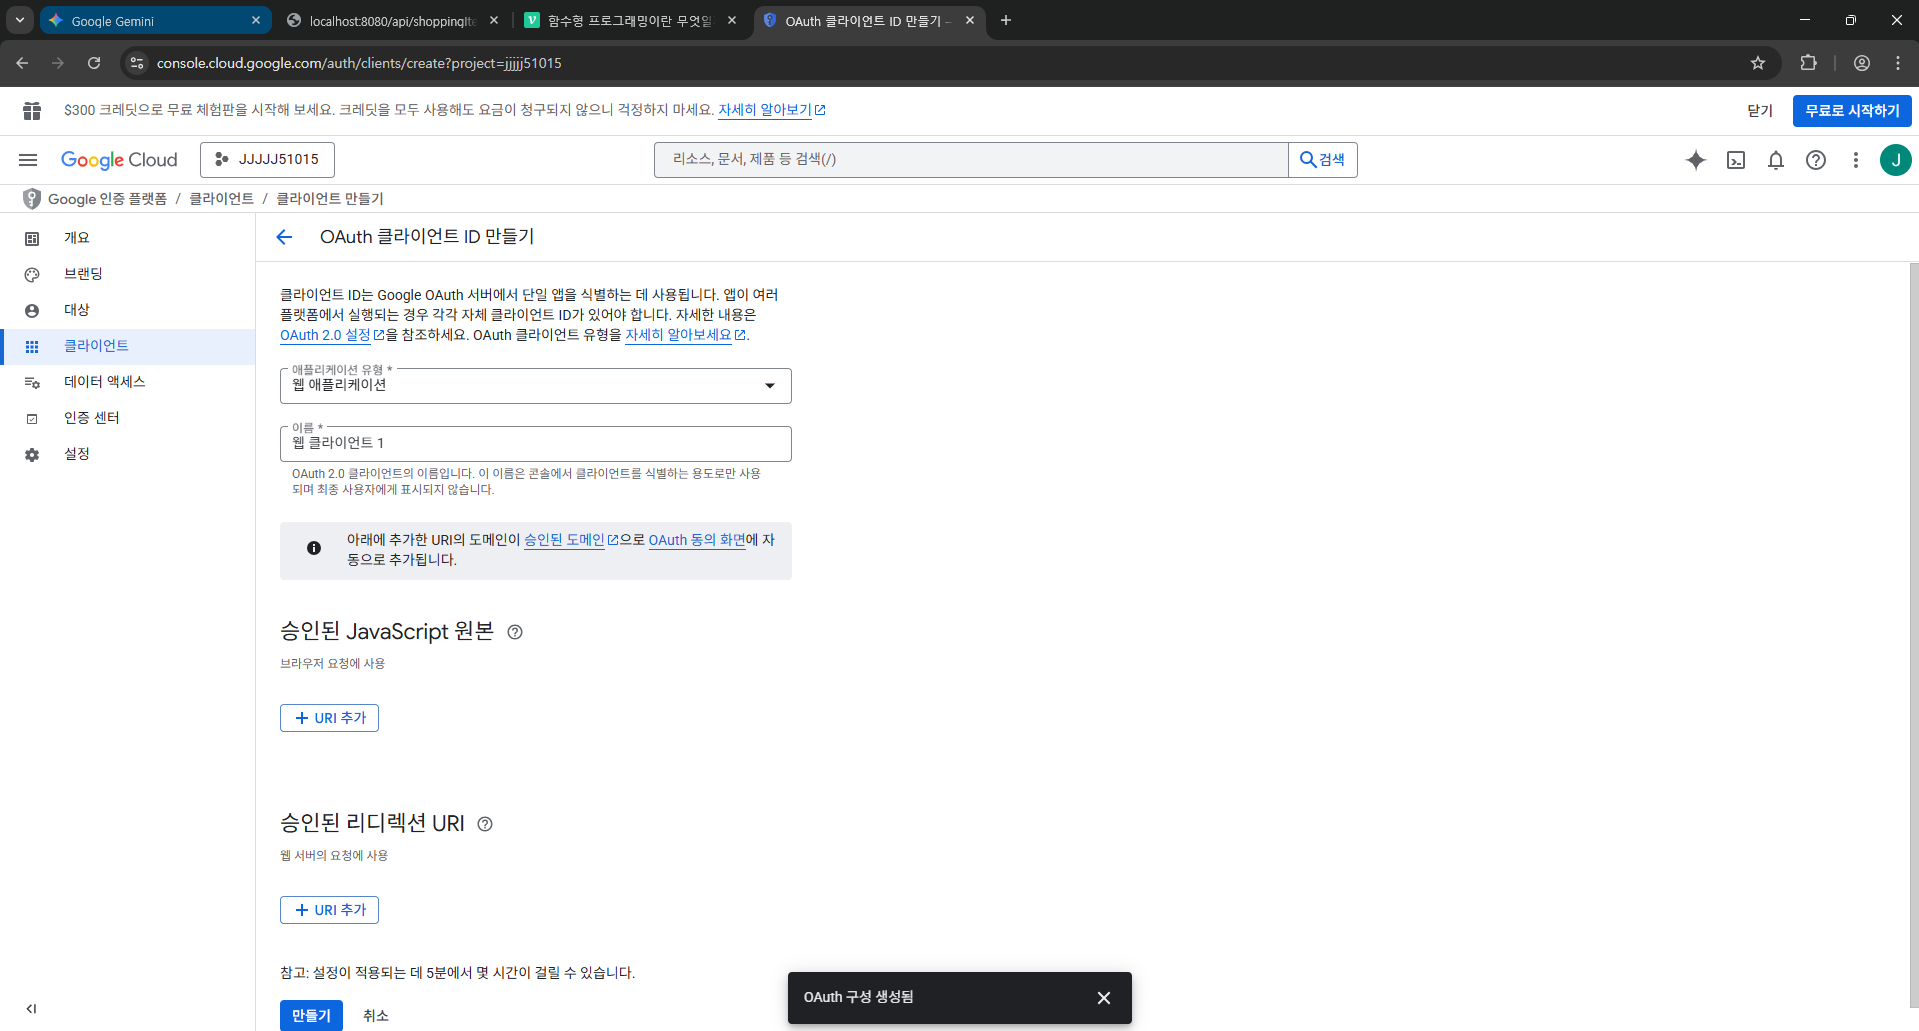 Google Gemini
localhost:8080/api/shoppingIte
함수형 프로그래밍이란 무엇일
OAuth 클라이언트 ID 만들기 –
console.cloud.google.com/auth/clients/create?project=jjjjj51015
$300 크레딧으로 무료 체험판을 시작해 보세요. 크레딧을 모두 사용해도 요금이 청구되지 않으니 걱정하지 마세요. 자세히 알아보기
닫기
무료로 시작하기
Google Cloud
JJJJJ51015
리소스, 문서, 제품 등 검색(/)
검색
J
Google 인증 플랫폼 / 클라이언트 / 클라이언트 만들기
개요
브랜딩
대상
클라이언트
데이터 액세스
인증 센터
설정
OAuth 클라이언트 ID 만들기
클라이언트 ID는 Google OAuth 서버에서 단일 앱을 식별하는 데 사용됩니다. 앱이 여러
플랫폼에서 실행되는 경우 각각 자체 클라이언트 ID가 있어야 합니다. 자세한 내용은
OAuth 2.0 설정을 참조하세요. OAuth 클라이언트 유형을 자세히 알아보세요.
애플리케이션 유형 *
웹 애플리케이션
이름 *
웹 클라이언트 1
OAuth 2.0 클라이언트의 이름입니다. 이 이름은 콘솔에서 클라이언트를 식별하는 용도로만 사용
되며 최종 사용자에게 표시되지 않습니다.
아래에 추가한 URI의 도메인이 승인된 도메인으로 OAuth 동의 화면에 자
동으로 추가됩니다.
승인된 JavaScript 원본
브라우저 요청에 사용
+ URI 추가
승인된 리디렉션 URI
웹 서버의 요청에 사용
+ URI 추가
참고: 설정이 적용되는 데 5분에서 몇 시간이 걸릴 수 있습니다.
만들기
취소
OAuth 구성 생성됨